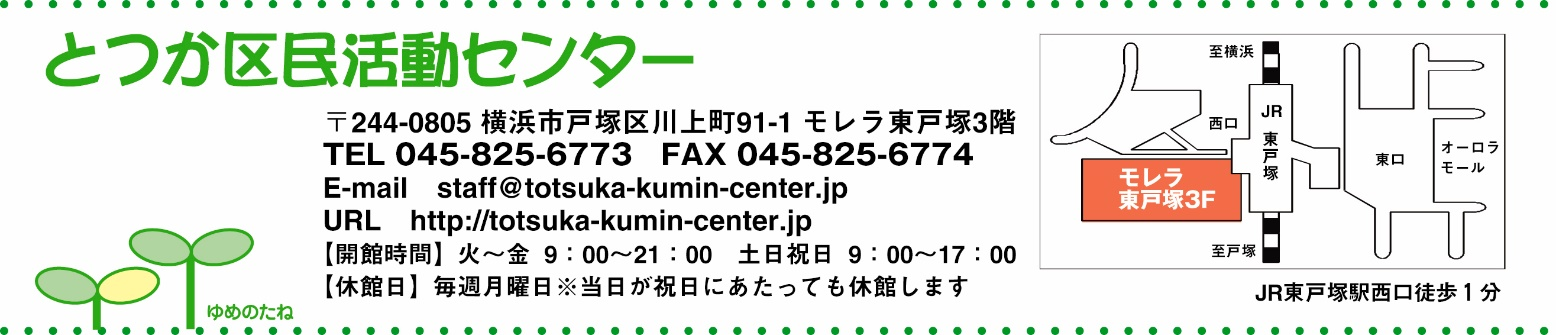 とつか区民活動センター
〒244-0805 横浜市戸塚区川上町91-1 モレラ東戸塚3階
TEL 045-825-6773　FAX 045-825-6774
E-mail　staff@totsuka-kumin-center.jp
URL　http://totsuka-kumin-center.jp
【開館時間】火～金 9：00～21：00　土日祝日 9：00～17：00
【休館日】毎週月曜日※当日が祝日にあたっても休館します
ゆめのたね
至横浜
JR
東戸塚
西口
東口
オーロラ
モール
モレラ
東戸塚3F
至戸塚
JR東戸塚駅西口徒歩１分